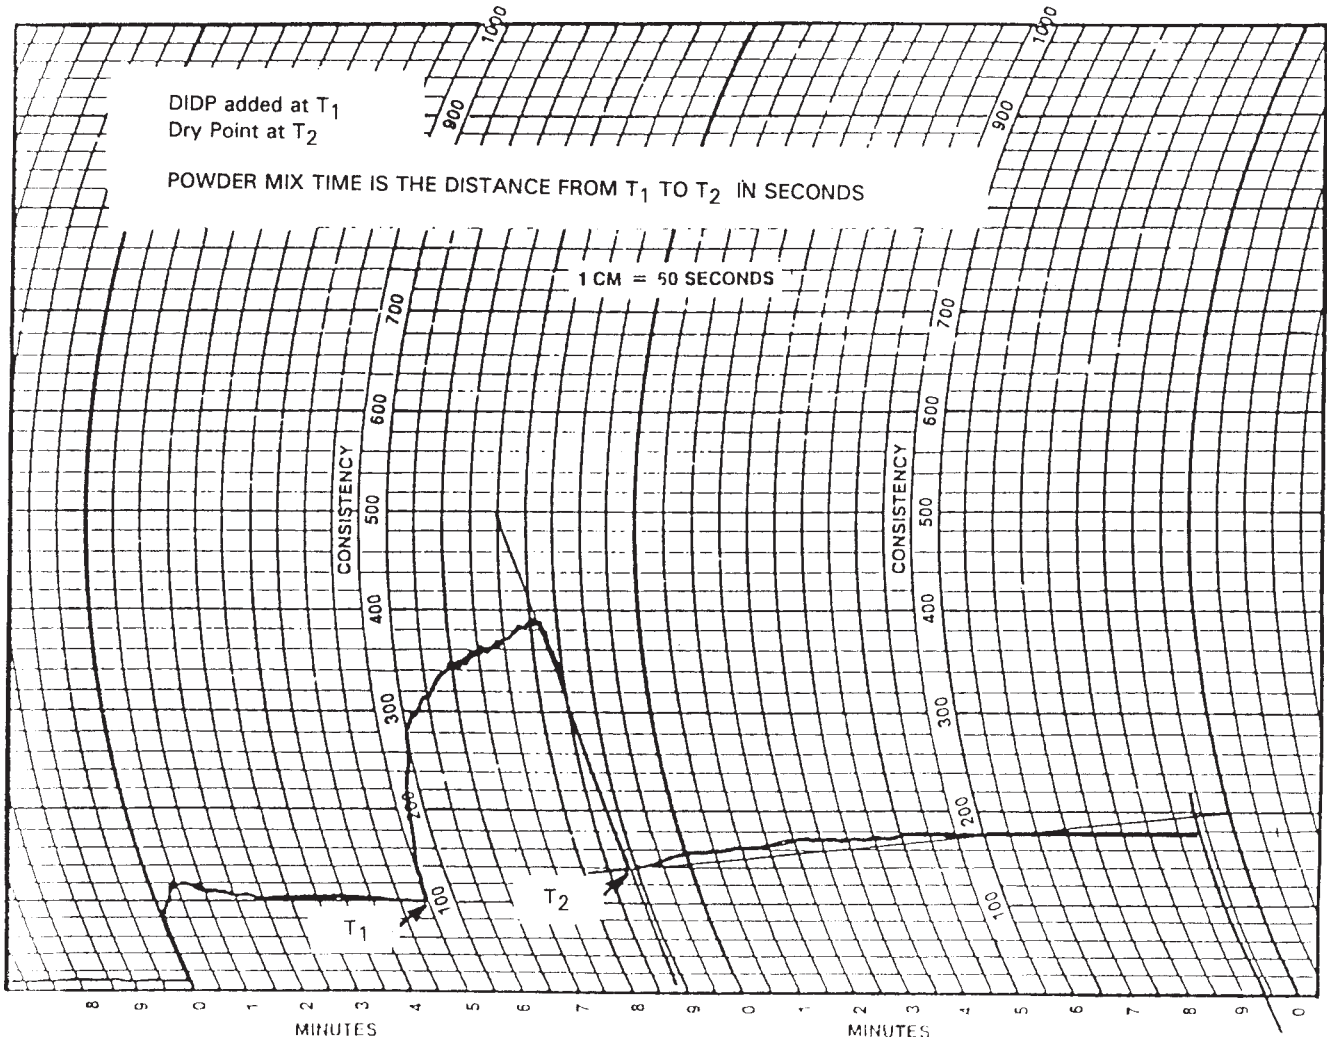 1000
1000
DIDP added at T1
Dry Point at T2
900
900
POWDER MIX TIME IS THE DISTANCE FROM T1 TO T2 IN SECONDS
1 CM = 50 SECONDS
700
700
600
600
CONSISTENCY
500
CONSISTENCY
500
400
400
300
300
200
200
100
100
T1
T2
8 9 0 1 2 3 4 5 6 7 8 9 0 1 2 3 4 5 6 7 8 9 0
MINUTES
MINUTES